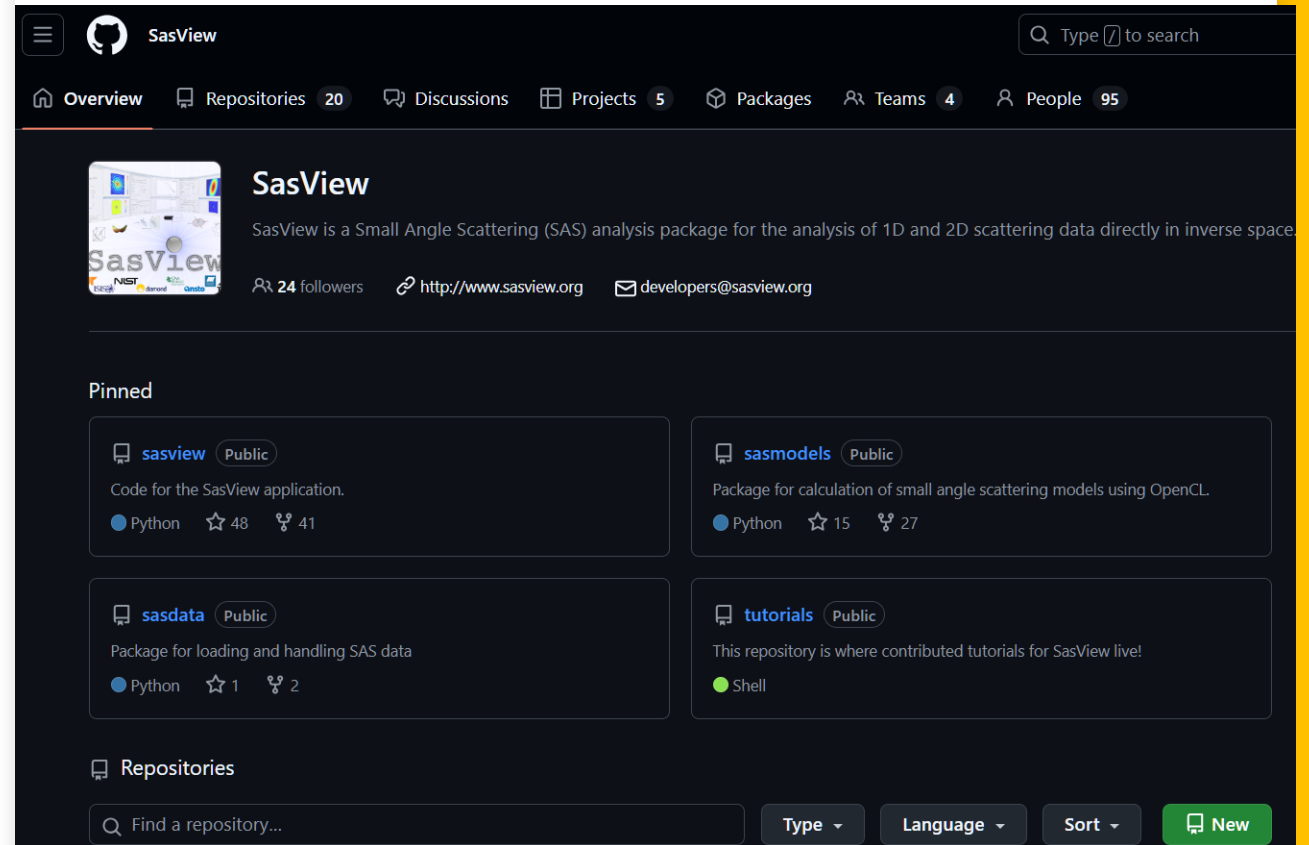 SasView
Type / to search
Overview Repositories 20 Discussions Projects 5 Packages Teams 4 People 95
SasView
SasView is a Small Angle Scattering (SAS) analysis package for the analysis of 1D and 2D scattering data directly in inverse space.
SasView
NIST
24 followers http://www.sasview.org developers@sasview.org
Pinned
sasview Public
Code for the SasView application.
Python 48 41
sasmodels Public
Package for calculation of small angle scattering models using OpenCL.
Python 15 27
sasdata Public
Package for loading and handling SAS data
Python 1 2
tutorials Public
This repository is where contributed tutorials for SasView live!
Shell
Repositories
Find a repository...
Type Language Sort New